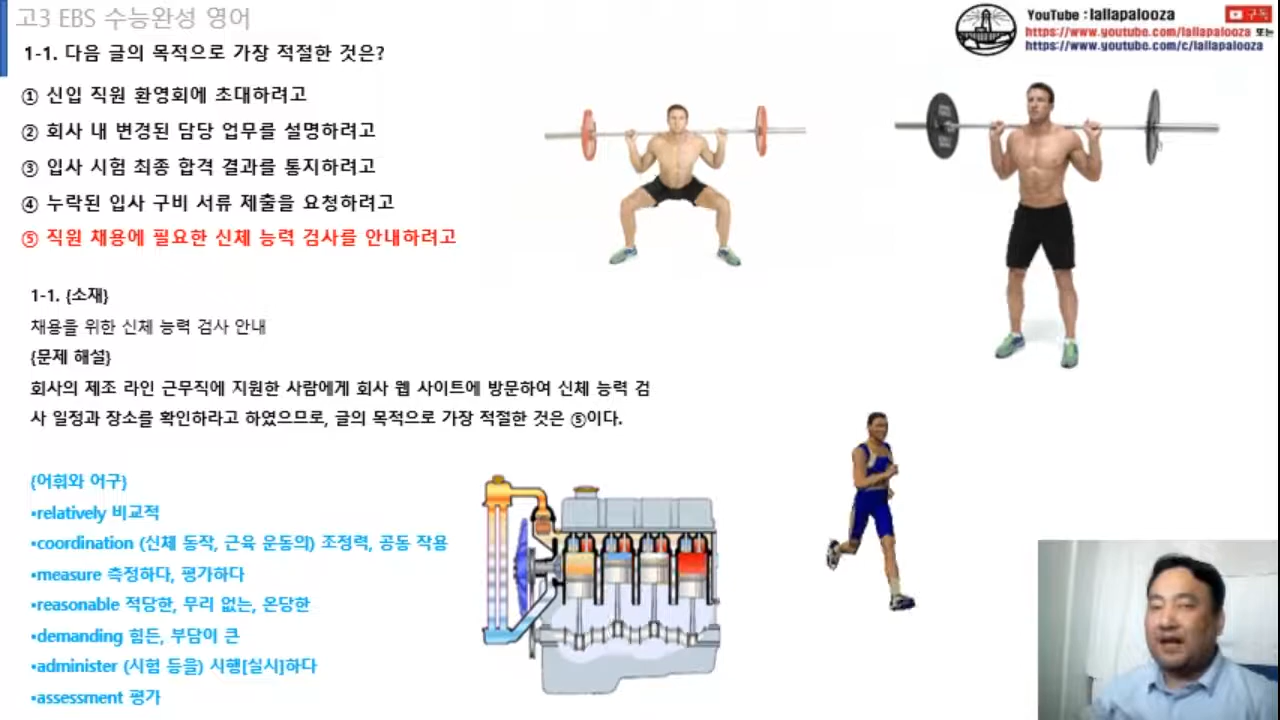 고3 EBS 수능완성 영어
YouTube : lallapalooza
구독
https://www.youtube.com/lallapalooza 또는
https://www.youtube.com/c/lallapalooza
1-1. 다음 글의 목적으로 가장 적절한 것은?
① 신입 직원 환영회에 초대하려고
② 회사 내 변경된 담당 업무를 설명하려고
③ 입사 시험 최종 합격 결과를 통지하려고
④ 누락된 입사 구비 서류 제출을 요청하려고
⑤ 직원 채용에 필요한 신체 능력 검사를 안내하려고
1-1. {소재}
채용을 위한 신체 능력 검사 안내
{문제 해설}
회사의 제조 라인 근무직에 지원한 사람에게 회사 웹 사이트에 방문하여 신체 능력 검
사 일정과 장소를 확인하라고 하였으므로, 글의 목적으로 가장 적절한 것은 ⑤이다.
{어휘와 어구}
•relatively 비교적
•coordination (신체 동작, 근육 운동의) 조정력, 공동 작용
•measure 측정하다, 평가하다
•reasonable 적당한, 무리 없는, 온당한
•demanding 힘든, 부담이 큰
•administer (시험 등을) 시행[실시]하다
•assessment 평가